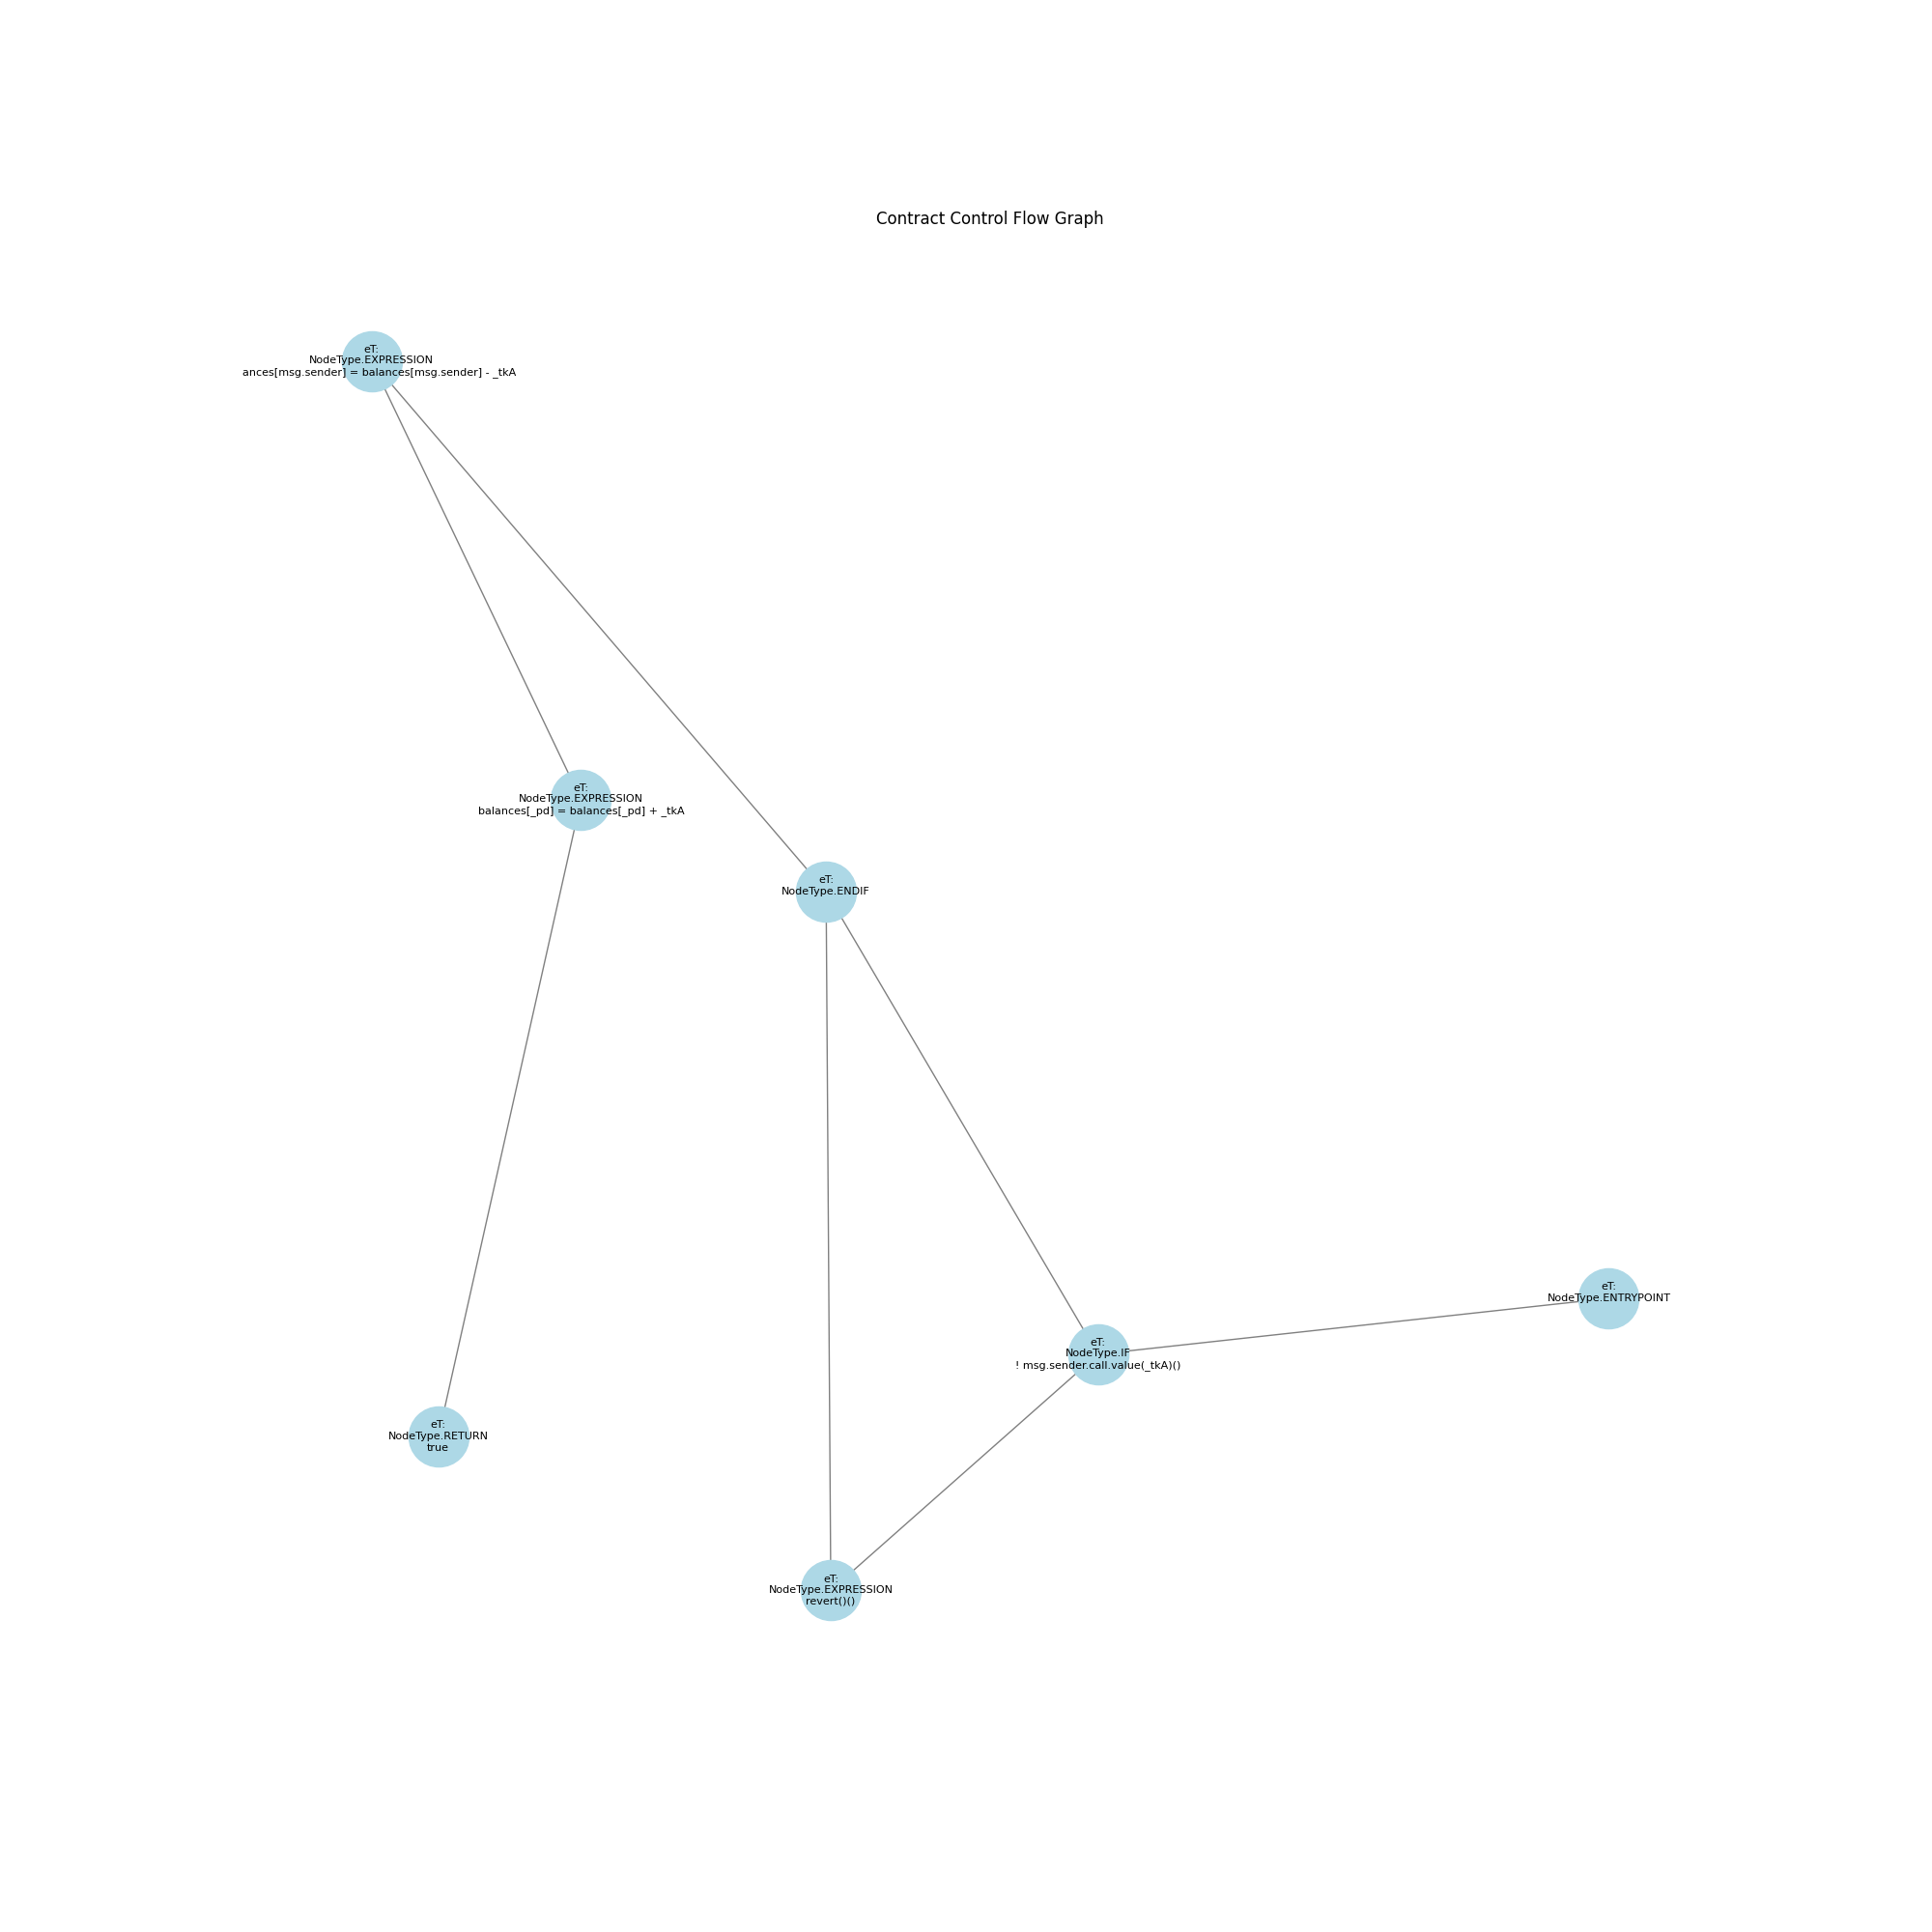 Contract Control Flow Graph
eT:
NodeType.EXPRESSION
ances[msg.sender] = balances[msg.sender] - _tkA
eT:
NodeType.EXPRESSION
balances[_pd] = balances[_pd] + _tkA
eT:
NodeType.ENDIF
eT:
NodeType.ENTRYPOINT
eT:
NodeType.IF
! msg.sender.call.value(_tkA)()
eT:
NodeType.RETURN
true
eT:
NodeType.EXPRESSION
revert()()